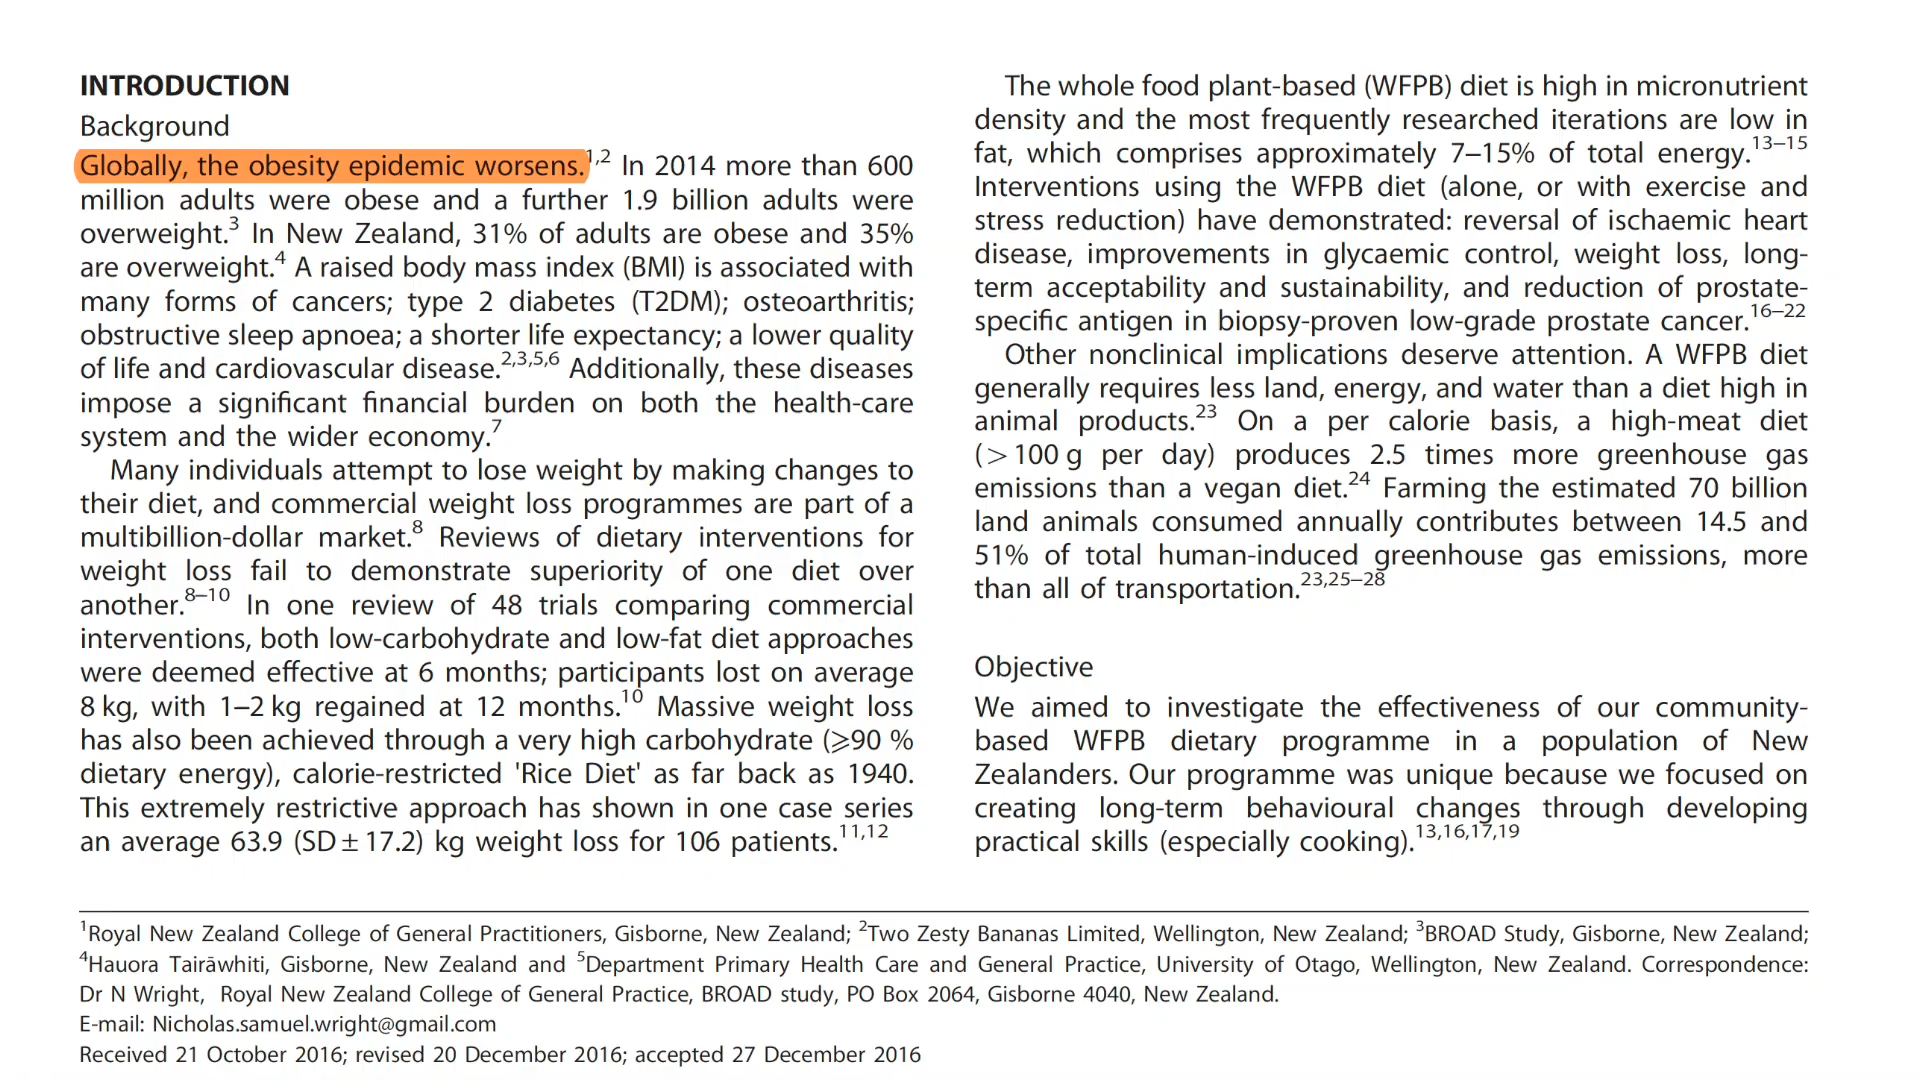 INTRODUCTION
Background
Globally, the obesity epidemic worsens.1,2 In 2014 more than 600
million adults were obese and a further 1.9 billion adults were
overweight.3 In New Zealand, 31% of adults are obese and 35%
are overweight.4 A raised body mass index (BMI) is associated with
many forms of cancers; type 2 diabetes (T2DM); osteoarthritis;
obstructive sleep apnoea; a shorter life expectancy; a lower quality
of life and cardiovascular disease.2,3,5,6 Additionally, these diseases
impose a significant financial burden on both the health-care
system and the wider economy.7
Many individuals attempt to lose weight by making changes to
their diet, and commercial weight loss programmes are part of a
multibillion-dollar market.8 Reviews of dietary interventions for
weight loss fail to demonstrate superiority of one diet over
another.8–10 In one review of 48 trials comparing commercial
interventions, both low-carbohydrate and low-fat diet approaches
were deemed effective at 6 months; participants lost on average
8 kg, with 1–2 kg regained at 12 months.10 Massive weight loss
has also been achieved through a very high carbohydrate (⩾90 %
dietary energy), calorie-restricted 'Rice Diet' as far back as 1940.
This extremely restrictive approach has shown in one case series
an average 63.9 (SD ± 17.2) kg weight loss for 106 patients.11,12
The whole food plant-based (WFPB) diet is high in micronutrient
density and the most frequently researched iterations are low in
fat, which comprises approximately 7–15% of total energy.13–15
Interventions using the WFPB diet (alone, or with exercise and
stress reduction) have demonstrated: reversal of ischaemic heart
disease, improvements in glycaemic control, weight loss, long-
term acceptability and sustainability, and reduction of prostate-
specific antigen in biopsy-proven low-grade prostate cancer.16–22
Other nonclinical implications deserve attention. A WFPB diet
generally requires less land, energy, and water than a diet high in
animal products.23 On a per calorie basis, a high-meat diet
(>100 g per day) produces 2.5 times more greenhouse gas
emissions than a vegan diet.24 Farming the estimated 70 billion
land animals consumed annually contributes between 14.5 and
51% of total human-induced greenhouse gas emissions, more
than all of transportation.23,25–28
Objective
We aimed to investigate the effectiveness of our community-
based WFPB dietary programme in a population of New
Zealanders. Our programme was unique because we focused on
creating long-term behavioural changes through developing
practical skills (especially cooking).13,16,17,19
1Royal New Zealand College of General Practitioners, Gisborne, New Zealand; 2Two Zesty Bananas Limited, Wellington, New Zealand; 3BROAD Study, Gisborne, New Zealand;
4Hauora Tairāwhiti, Gisborne, New Zealand and 5Department Primary Health Care and General Practice, University of Otago, Wellington, New Zealand. Correspondence:
Dr N Wright, Royal New Zealand College of General Practice, BROAD study, PO Box 2064, Gisborne 4040, New Zealand.
E-mail: Nicholas.samuel.wright@gmail.com
Received 21 October 2016; revised 20 December 2016; accepted 27 December 2016